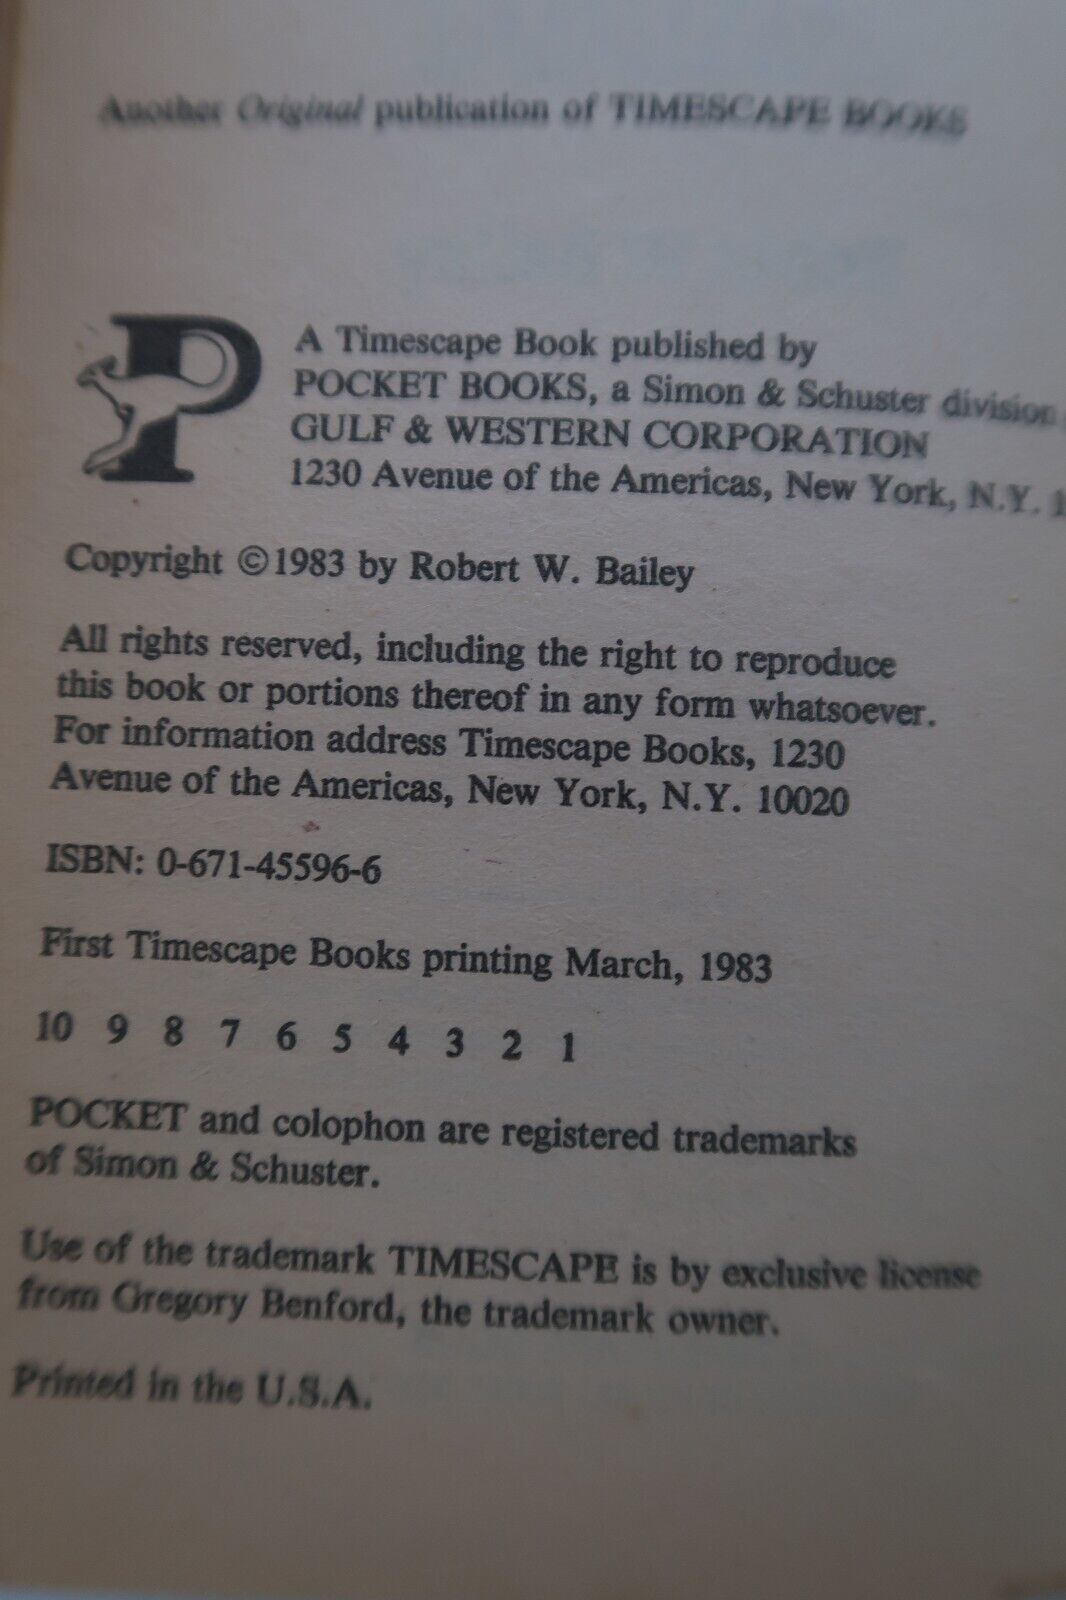 Another Original publication of TIMESCAPE BOOKS
P
A Timescape Book published by
POCKET BOOKS, a Simon & Schuster division
GULF & WESTERN CORPORATION
1230 Avenue of the Americas, New York, N.Y. 1
Copyright ©1983 by Robert W. Bailey
All rights reserved, including the right to reproduce
this book or portions thereof in any form whatsoever.
For information address Timescape Books, 1230
Avenue of the Americas, New York, N.Y. 10020
ISBN: 0-671-45596-6
First Timescape Books printing March, 1983
10 9 8 7 6 5 4 3 2 1
POCKET and colophon are registered trademarks
of Simon & Schuster.
Use of the trademark TIMESCAPE is by exclusive license
from Gregory Benford, the trademark owner.
Printed in the U.S.A.